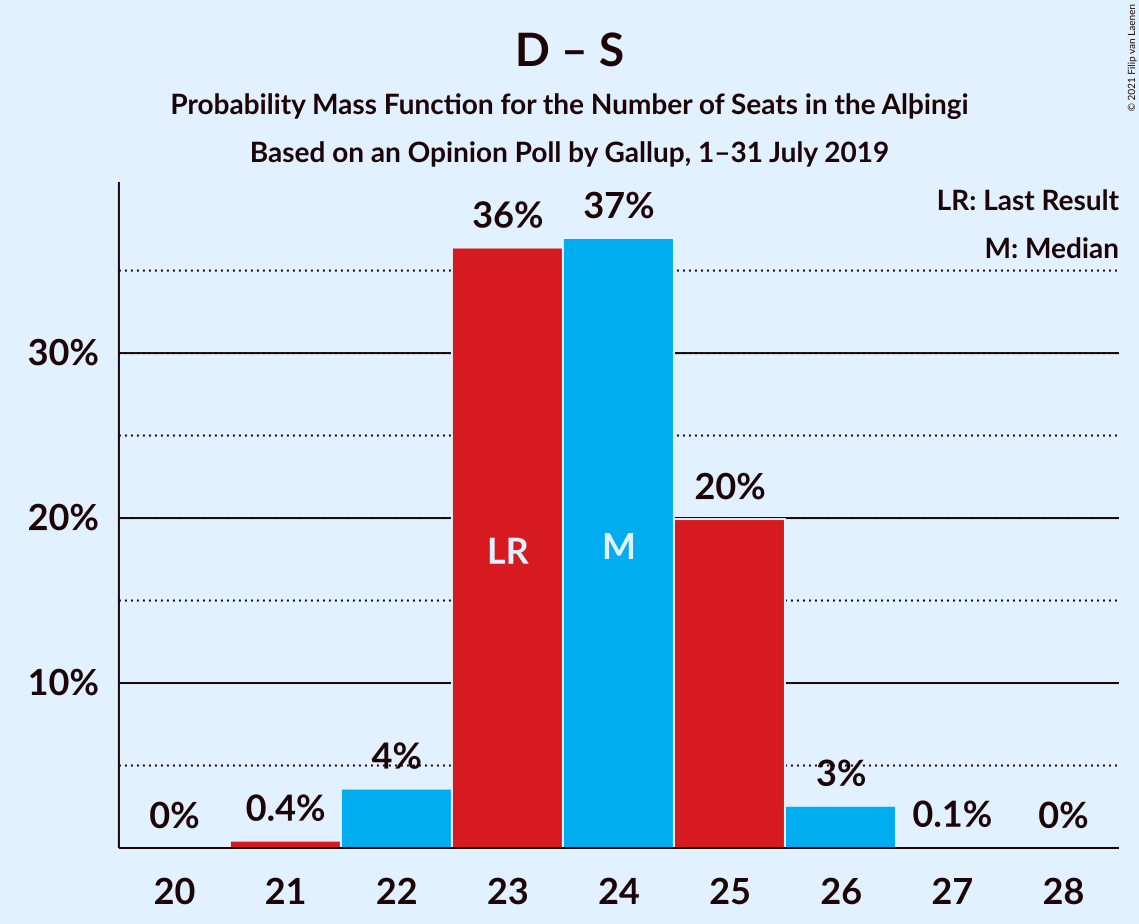 D – S
Probability Mass Function for the Number of Seats in the Alþingi
Based on an Opinion Poll by Gallup, 1–31 July 2019
© 2021 Filip van Laenen
LR: Last Result
M: Median
36%
37%
30%
20%
20%
LR
M
10%
4%
3%
0%
0.4%
0.1%
0%
20 21 22 23 24 25 26 27 28